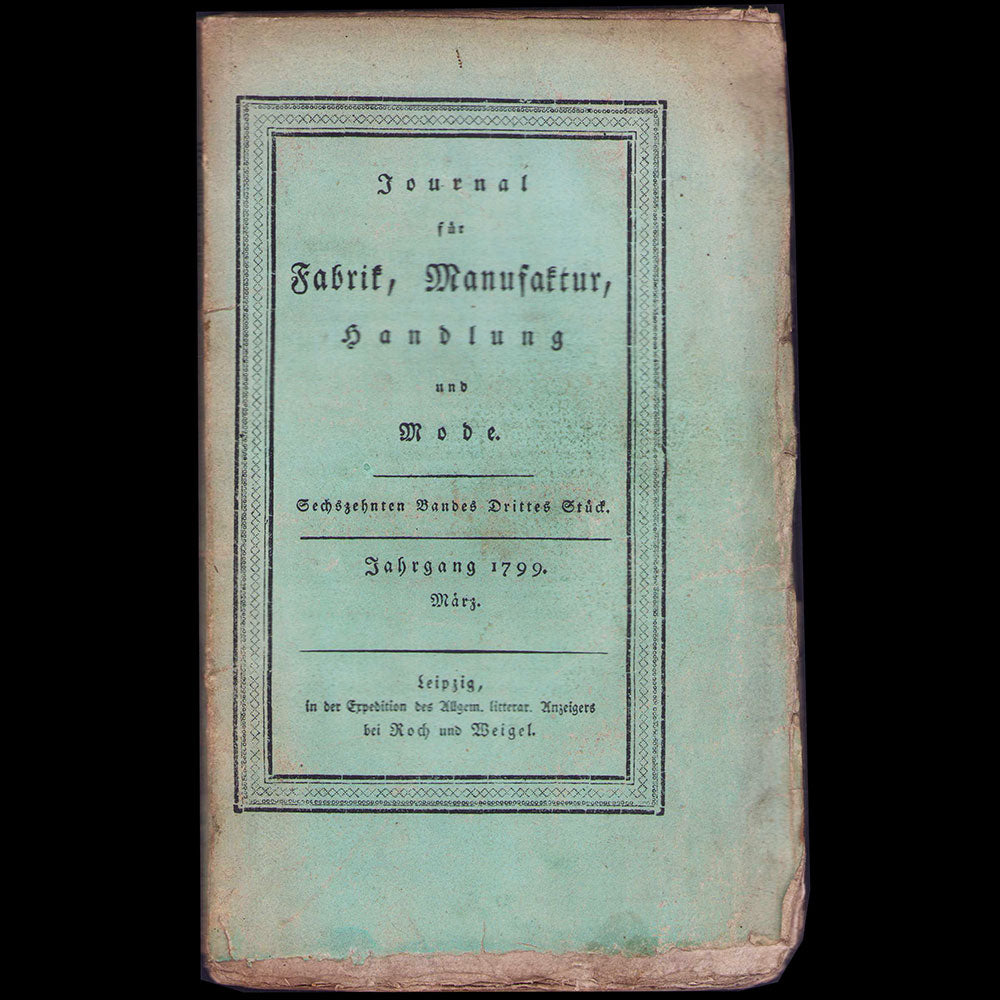 Journal
für
Fabrik, Manufaktur,
Handlung
und
Mode.
Sechszehnten Bandes Drittes Stück.
Jahrgang 1799.
März.
Leipzig,
in der Expedition des Allgem. litterar. Anzeigers
bei Roch und Weigel.